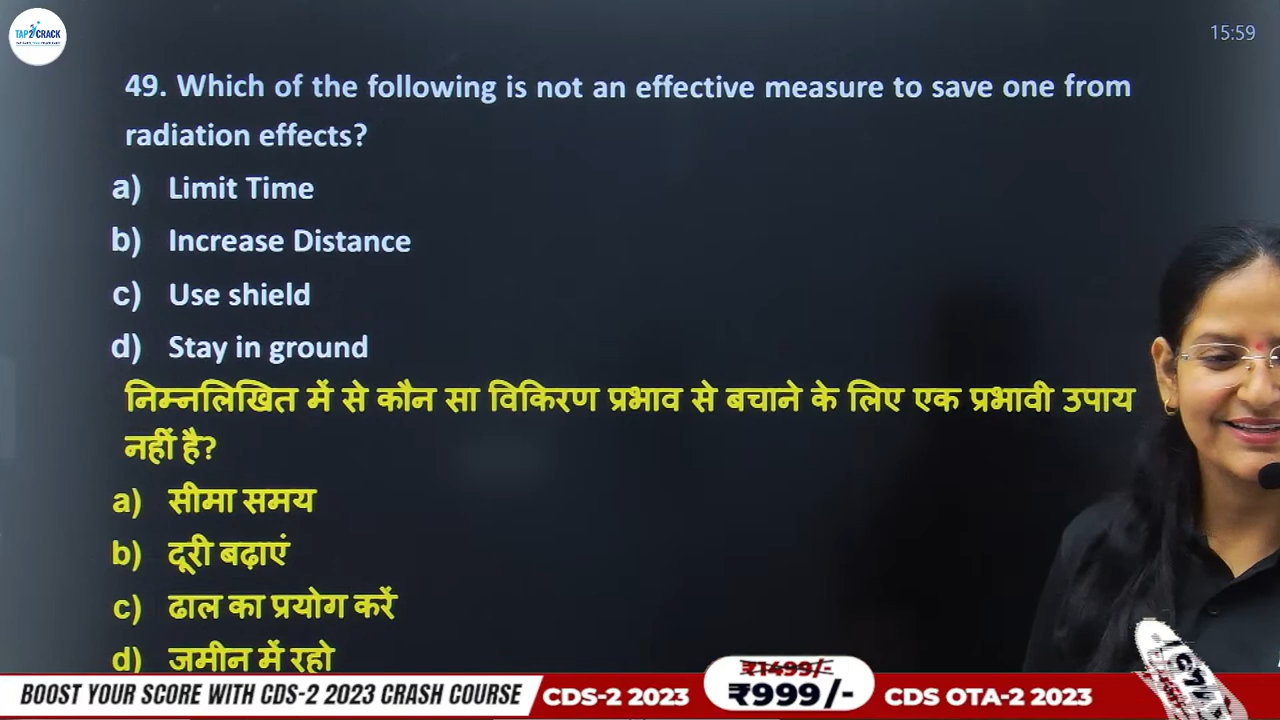 TAP2CRACK
15:59
49. Which of the following is not an effective measure to save one from
radiation effects?
a) Limit Time
b) Increase Distance
c) Use shield
d) Stay in ground
निम्नलिखित में से कौन सा विकिरण प्रभाव से बचाने के लिए एक प्रभावी उपाय
नहीं है?
a) सीमा समय
b) दूरी बढ़ाएं
c) ढाल का प्रयोग करें
d) जमीन में रहो
BOOST YOUR SCORE WITH CDS-2 2023 CRASH COURSE
CDS-2 2023
₹1499/-
₹999/-
CDS OTA-2 2023